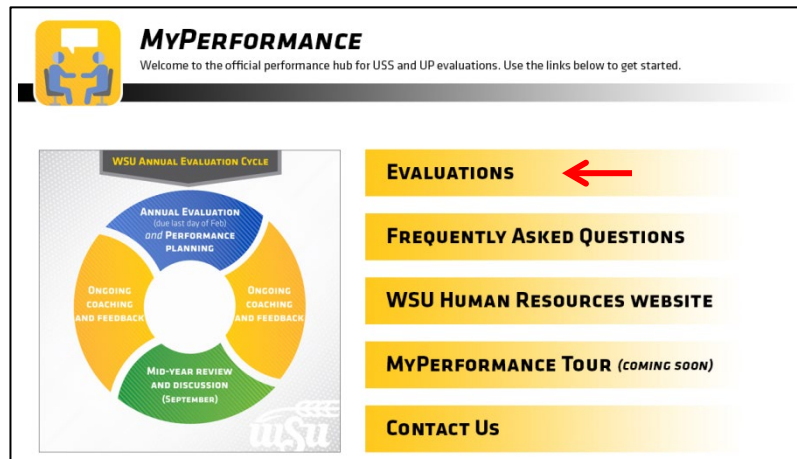 MyPerformance
Welcome to the official performance hub for USS and UP evaluations. Use the links below to get started.
WSU Annual Evaluation Cycle
Annual Evaluation
(due last day of Feb)
and Performance
Planning
Ongoing
coaching
and feedback
Ongoing
coaching
and feedback
Mid-year review
and discussion
(September)
wsu
Evaluations
Frequently Asked Questions
WSU Human Resources website
MyPerformance Tour (coming soon)
Contact Us